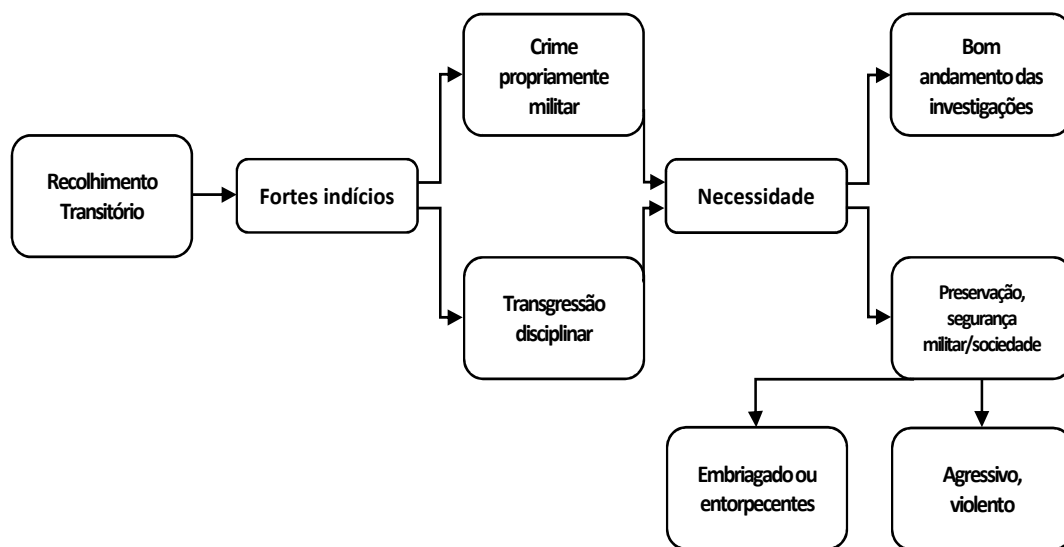 Recolhimento
Transitório
Fortes indícios
Crime
propriamente
militar
Transgressão
disciplinar
Necessidade
Bom
andamento das
investigações
Preservação,
segurança
militar/sociedade
Embriagado ou
entorpecentes
Agressivo,
violento